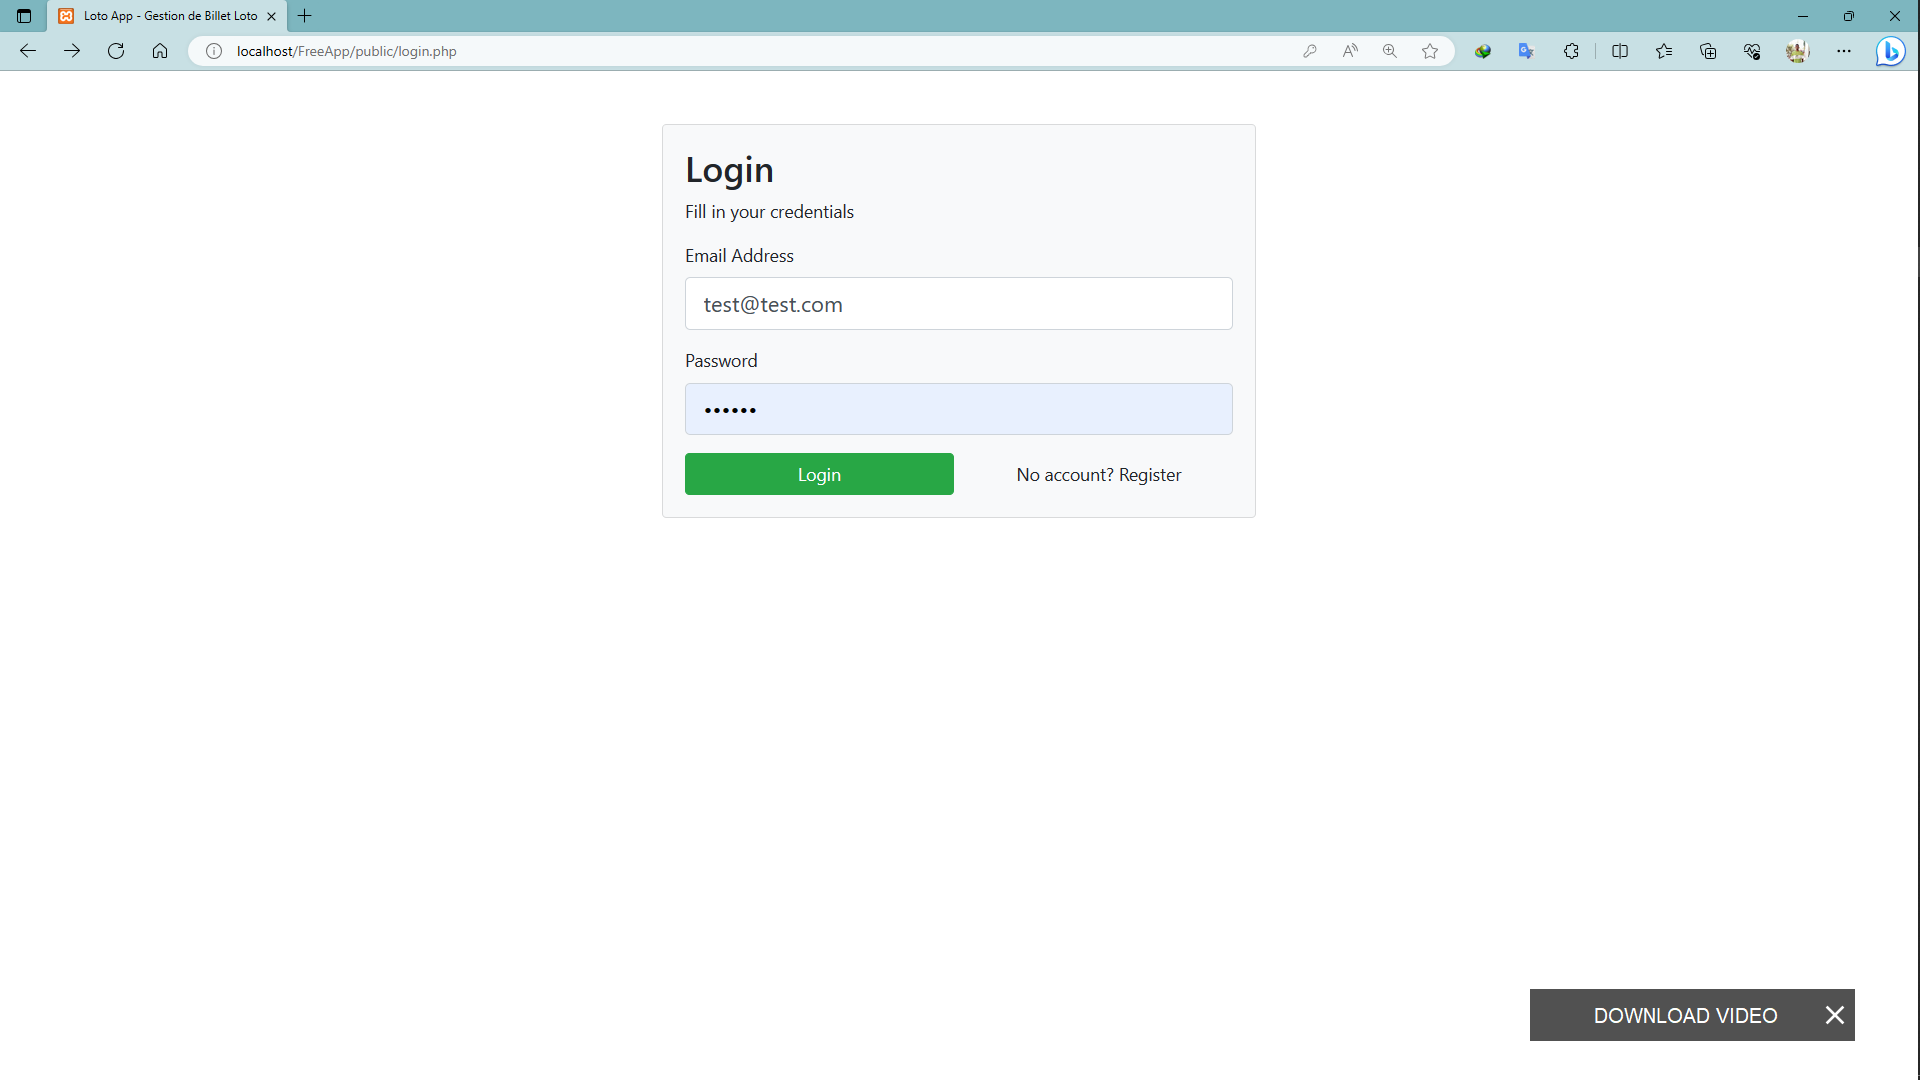 Loto App - Gestion de Billet Loto
localhost/FreeApp/public/login.php
Login
Fill in your credentials
Email Address
test@test.com
Password
Login
No account? Register
DOWNLOAD VIDEO